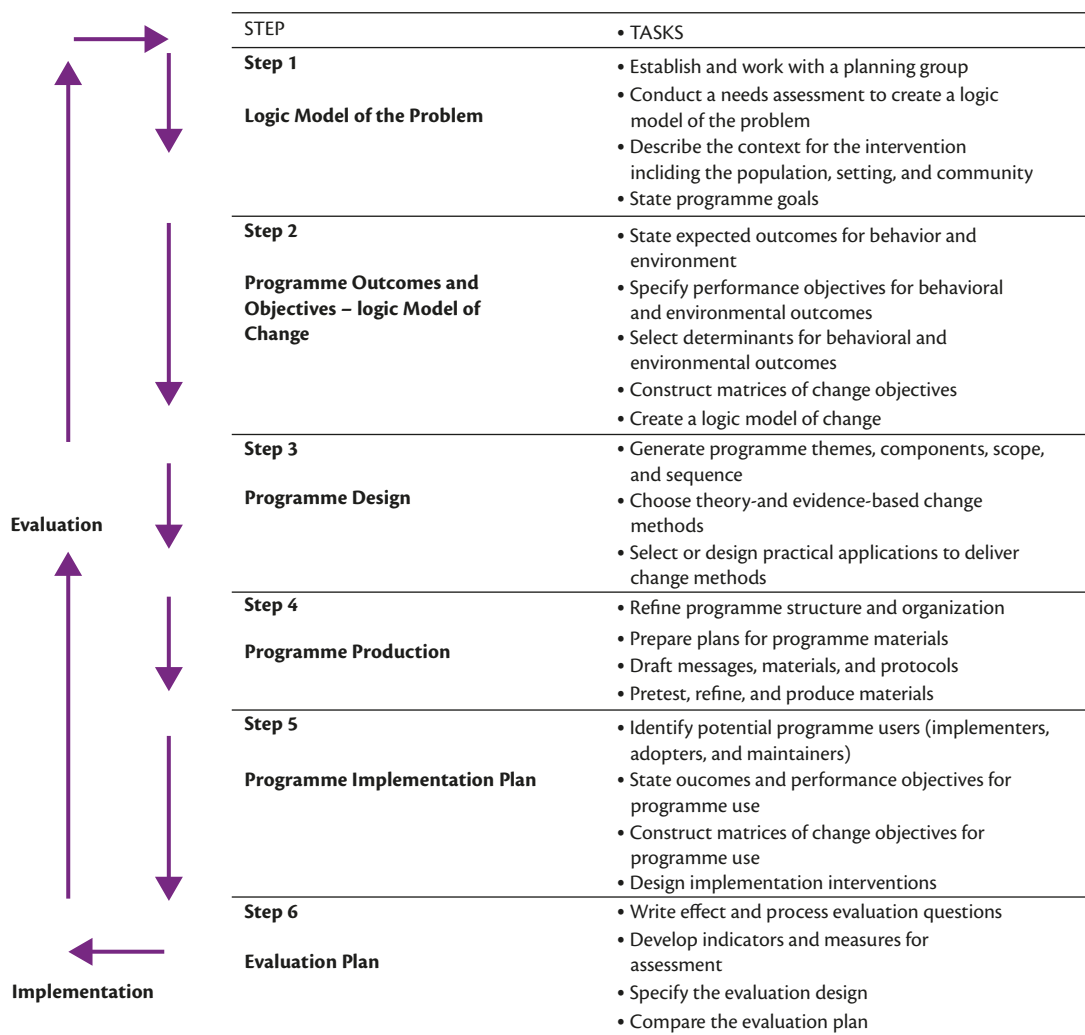 STEP
• TASKS
Step 1
Logic Model of the Problem
• Establish and work with a planning group
• Conduct a needs assessment to create a logic
model of the problem
• Describe the context for the intervention
incliding the population, setting, and community
• State programme goals
Step 2
Programme Outcomes and
Objectives – logic Model of
Change
• State expected outcomes for behavior and
environment
• Specify performance objectives for behavioral
and environmental outcomes
• Select determinants for behavioral and
environmental outcomes
• Construct matrices of change objectives
• Create a logic model of change
Step 3
Programme Design
• Generate programme themes, components, scope,
and sequence
• Choose theory-and evidence-based change
methods
• Select or design practical applications to deliver
change methods
Evaluation
Step 4
Programme Production
• Refine programme structure and organization
• Prepare plans for programme materials
• Draft messages, materials, and protocols
• Pretest, refine, and produce materials
Step 5
Programme Implementation Plan
• Identify potential programme users (implementers,
adopters, and maintainers)
• State oucomes and performance objectives for
programme use
• Construct matrices of change objectives for
programme use
• Design implementation interventions
Step 6
Evaluation Plan
• Write effect and process evaluation questions
• Develop indicators and measures for
assessment
• Specify the evaluation design
• Compare the evaluation plan
Implementation